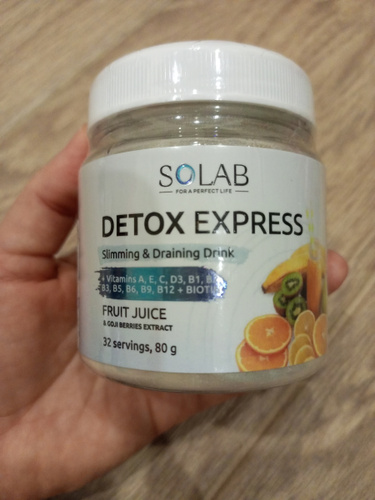 SOLAB
FOR A PERFECT LIFE
DETOX EXPRESS
Slimming & Draining Drink
+ Vitamins A, E, C, D3, B1,
B3, B5, B6, B9, B12 + BIOTI
FRUIT JUICE
& GOJI BERRIES EXTRACT
32 servings, 80 g